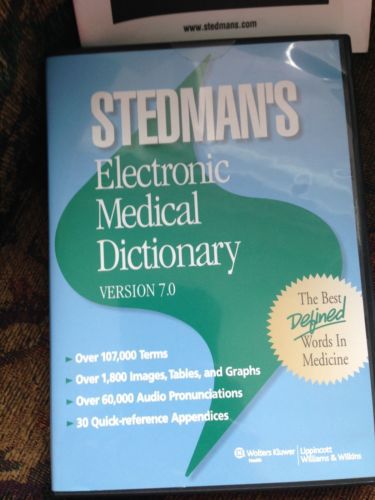 www.stedmans.com
STEDMAN'S
Electronic
Medical
Dictionary
VERSION 7.0
The Best
Defined
Words In
Medicine
Over 107,000 Terms
Over 1,800 Images, Tables, and Graphs
Over 60,000 Audio Pronunciations
30 Quick-reference Appendices
Wolters Kluwer
Health
Lippincott
Williams & Wilkins